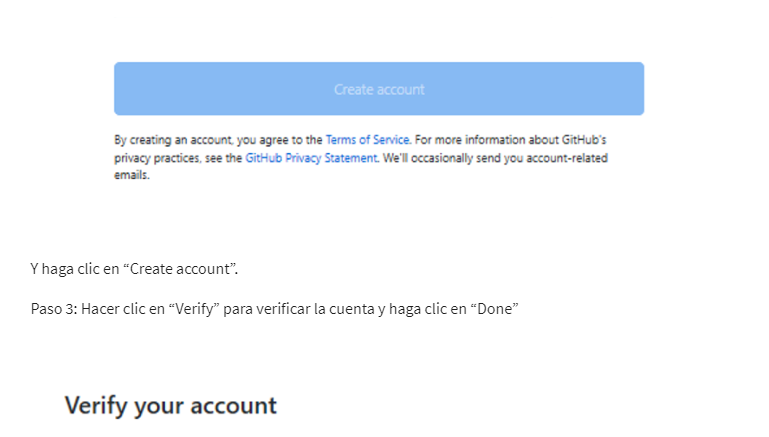 Create account
By creating an account, you agree to the Terms of Service. For more information about GitHub's
privacy practices, see the GitHub Privacy Statement. We'll occasionally send you account-related
emails.
Y haga clic en “Create account”.
Paso 3: Hacer clic en “Verify” para verificar la cuenta y haga clic en “Done”
Verify your account